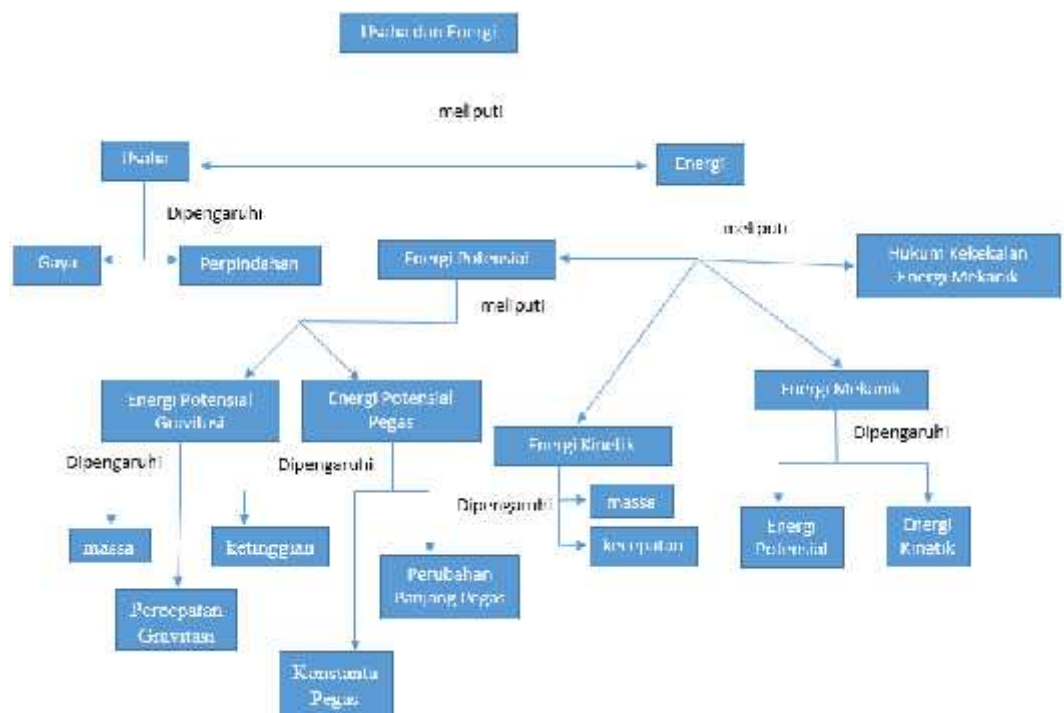 Usaha dan Energi
meliputi
Usaha
Energi
Dipengaruhi
meliputi
Gaya
Perpindahan
Energi Potensial
Hukum Kekekalan
Energi Mekanik
meliputi
Energi Potensial
Gravitasi
Energi Potensial
Pegas
Energi Mekanik
Energi Kinetik
Dipengaruhi
Dipengaruhi
Dipengaruhi
Dipengaruhi
massa
ketinggian
massa
kecepatan
Energi
Potensial
Energi
Kinetik
Perubahan
Panjang Pegas
Percepatan
Gravitasi
Konstanta
Pegas